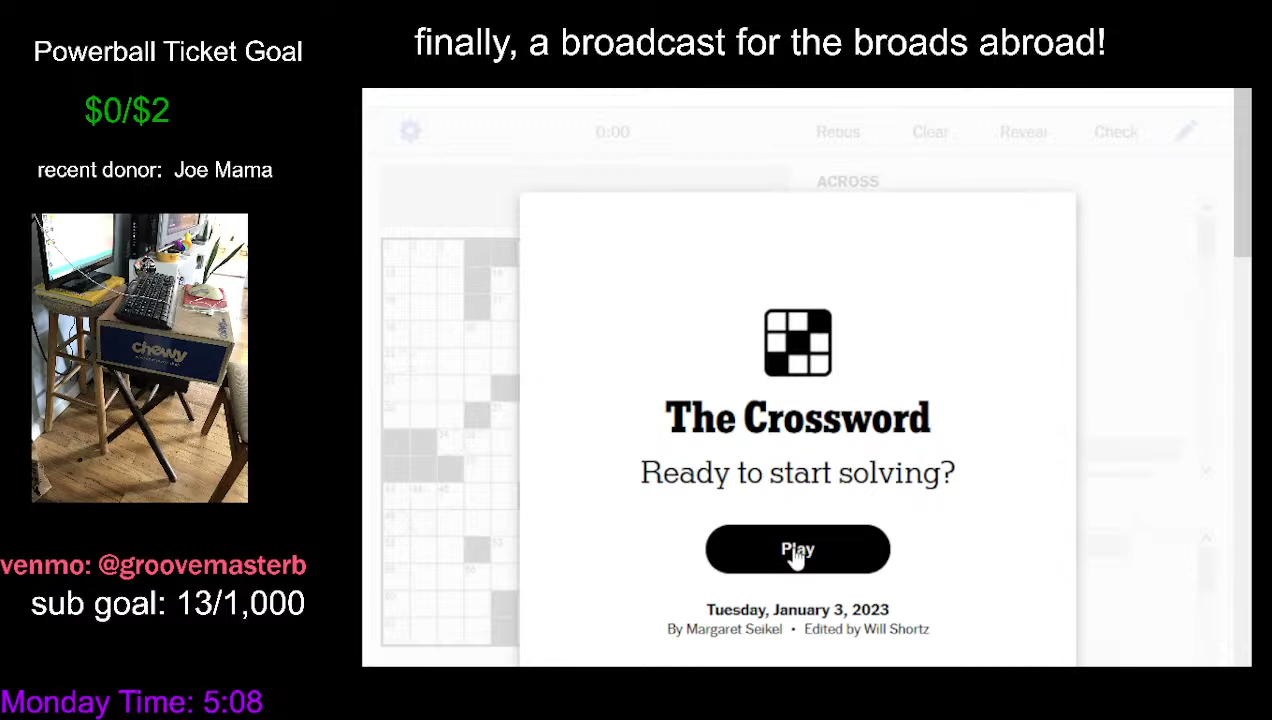 Powerball Ticket Goal
$0/$2
recent donor: Joe Mama
chewy
venmo: @groovemasterb
sub goal: 13/1,000
Monday Time: 5:08
finally, a broadcast for the broads abroad!
0:00
Rebus
Clear
Reveal
Check
ACROSS
The Crossword
Ready to start solving?
Play
Tuesday, January 3, 2023
By Margaret Seikel • Edited by Will Shortz